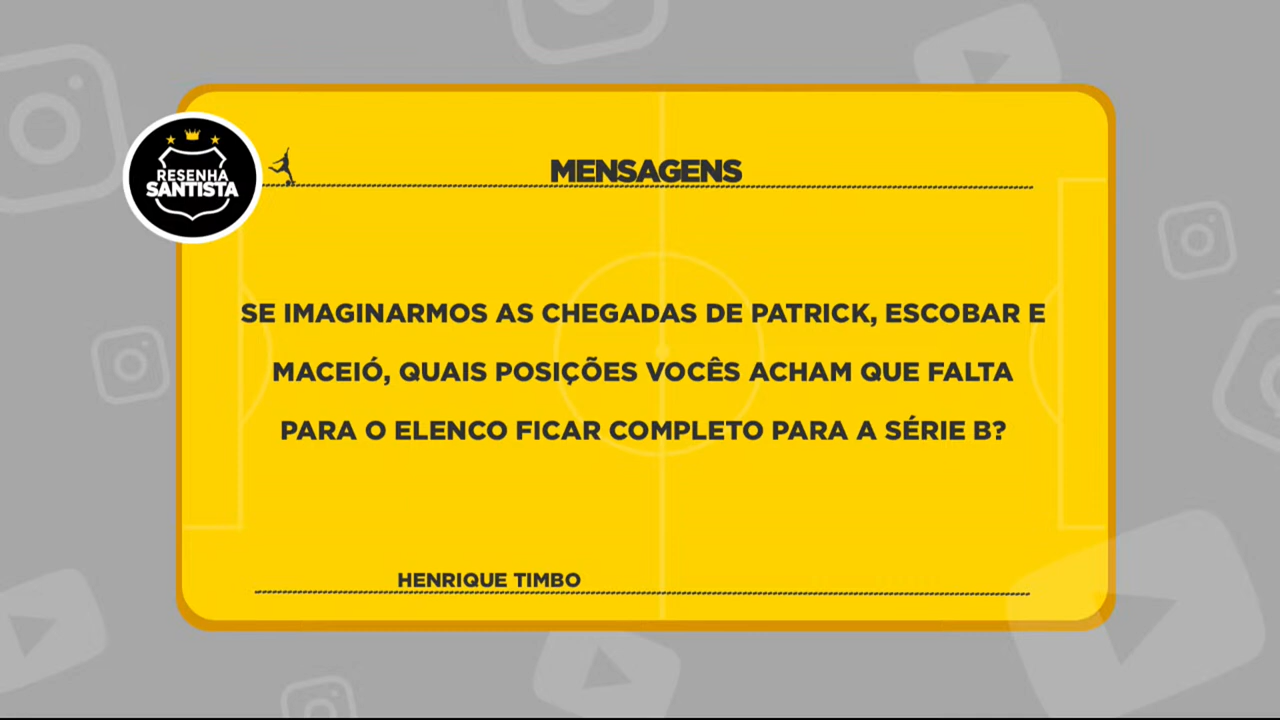 RESENHA
SANTISTA
MENSAGENS
SE IMAGINARMOS AS CHEGADAS DE PATRICK, ESCOBAR E
MACEIÓ, QUAIS POSIÇÕES VOCÊS ACHAM QUE FALTA
PARA O ELENCO FICAR COMPLETO PARA A SÉRIE B?
HENRIQUE TIMBO